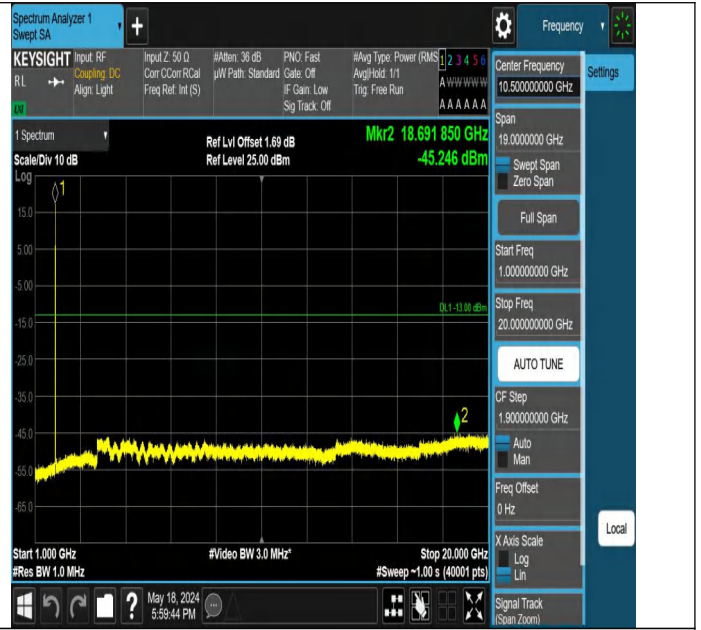 Spectrum Analyzer 1
Swept SA
+
Frequency
KEYSIGHT
RL
LXI
Input: RF
Coupling: DC
Align: Light
Input Z: 50 Ω
Corr CCorr RCal
Freq Ref: Int (S)
#Atten: 36 dB
µW Path: Standard
PNO: Fast
Gate: Off
IF Gain: Low
Sig Track: Off
#Avg Type: Power (RMS
Avg|Hold: 1/1
Trig: Free Run
1 2 3 4 5 6
A W W W W W
A A A A A A
1 Spectrum
Scale/Div 10 dB
Ref Lvl Offset 1.69 dB
Ref Level 25.00 dBm
Mkr2 18.691 850 GHz
-45.246 dBm
Log
1
15.0
5.00
-5.00
DL1 -13.00 dBm
-15.0
-25.0
-35.0
2
-45.0
-55.0
-65.0
Start 1.000 GHz
#Res BW 1.0 MHz
#Video BW 3.0 MHz*
Stop 20.000 GHz
#Sweep ~1.00 s (40001 pts)
May 18, 2024
5:59:44 PM
?
Center Frequency
10.500000000 GHz
Settings
Span
19.0000000 GHz
Swept Span
Zero Span
Full Span
Start Freq
1.000000000 GHz
Stop Freq
20.000000000 GHz
AUTO TUNE
CF Step
1.900000000 GHz
Auto
Man
Freq Offset
0 Hz
Local
X Axis Scale
Log
Lin
Signal Track
(Span Zoom)